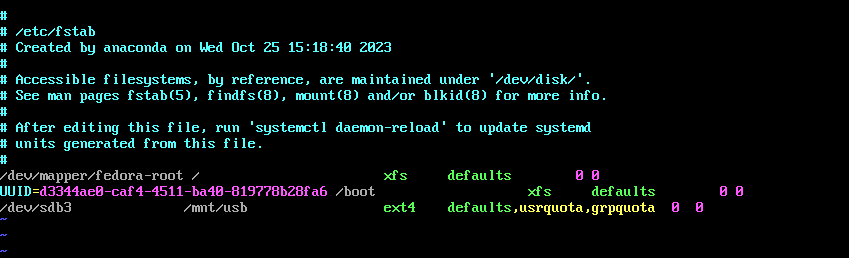 #
# /etc/fstab
# Created by anaconda on Wed Oct 25 15:18:40 2023
#
# Accessible filesystems, by reference, are maintained under '/dev/disk/'.
# See man pages fstab(5), findfs(8), mount(8) and/or blkid(8) for more info.
#
# After editing this file, run 'systemctl daemon-reload' to update systemd
# units generated from this file.
#
/dev/mapper/fedora-root /                       xfs     defaults        0 0
UUID=d3344ae0-caf4-4511-ba40-819778b28fa6 /boot                   xfs     defaults        0 0
/dev/sdb3              /mnt/usb                 ext4    defaults,usrquota,grpquota  0  0
~
~
~